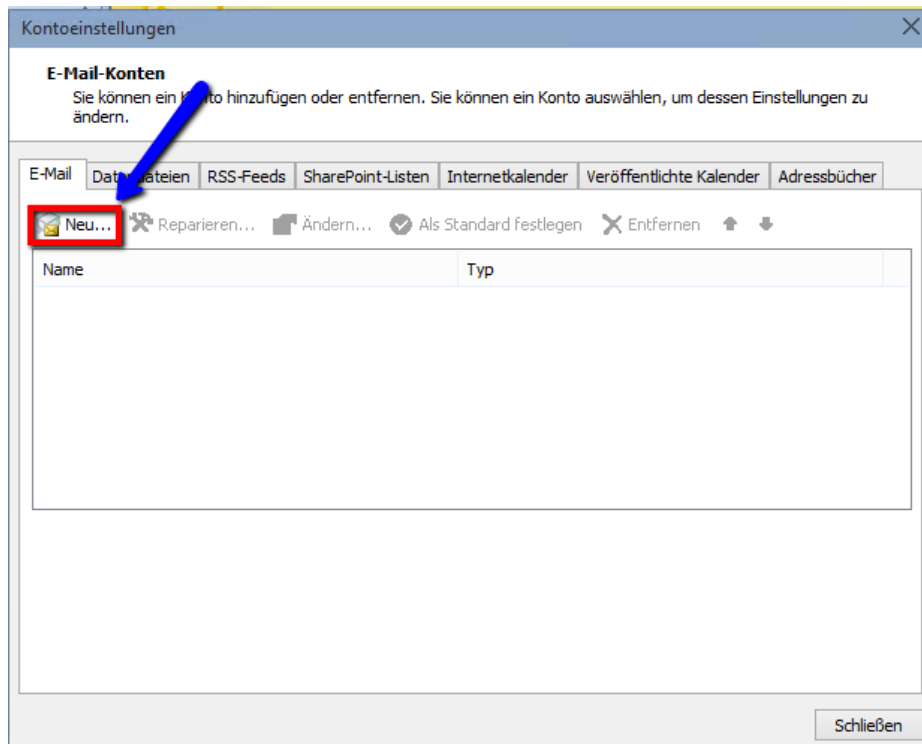 Kontoeinstellungen
E-Mail-Konten
Sie können ein Konto hinzufügen oder entfernen. Sie können ein Konto auswählen, um dessen Einstellungen zu
ändern.
E-Mail Datendateien RSS-Feeds SharePoint-Listen Internetkalender Veröffentlichte Kalender Adressbücher
Neu... Reparieren... Ändern... Als Standard festlegen Entfernen
Name Typ
Schließen